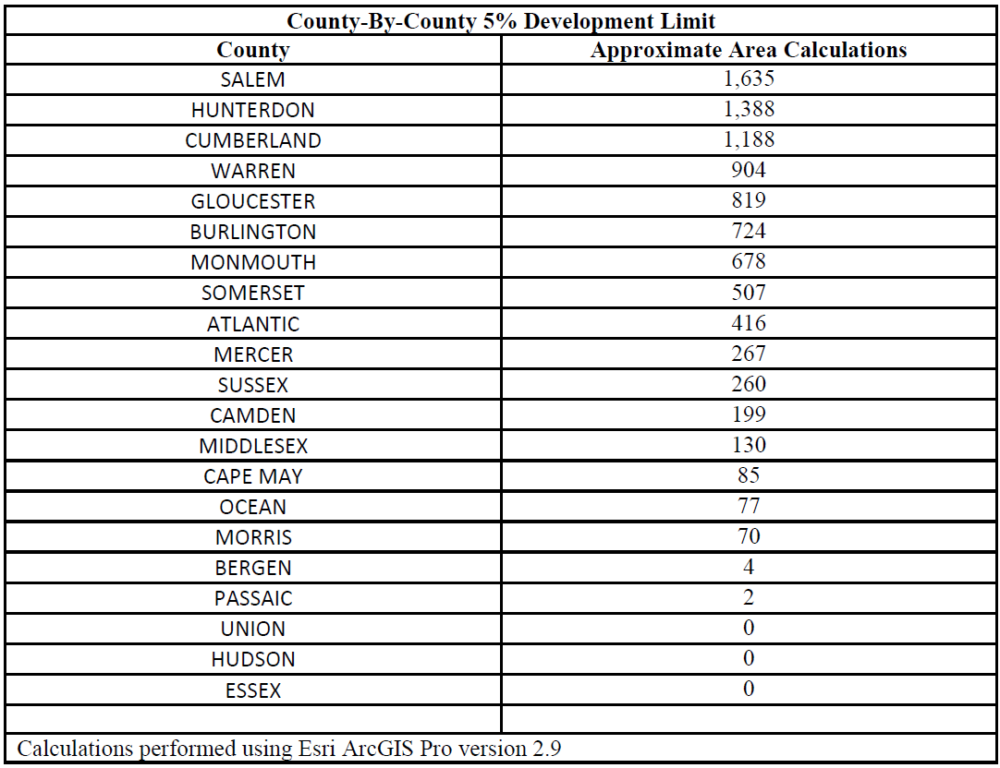 County-By-County 5% Development Limit
County Approximate Area Calculations
SALEM 1,635
HUNTERDON 1,388
CUMBERLAND 1,188
WARREN 904
GLOUCESTER 819
BURLINGTON 724
MONMOUTH 678
SOMERSET 507
ATLANTIC 416
MERCER 267
SUSSEX 260
CAMDEN 199
MIDDLESEX 130
CAPE MAY 85
OCEAN 77
MORRIS 70
BERGEN 4
PASSAIC 2
UNION 0
HUDSON 0
ESSEX 0
Calculations performed using Esri ArcGIS Pro version 2.9